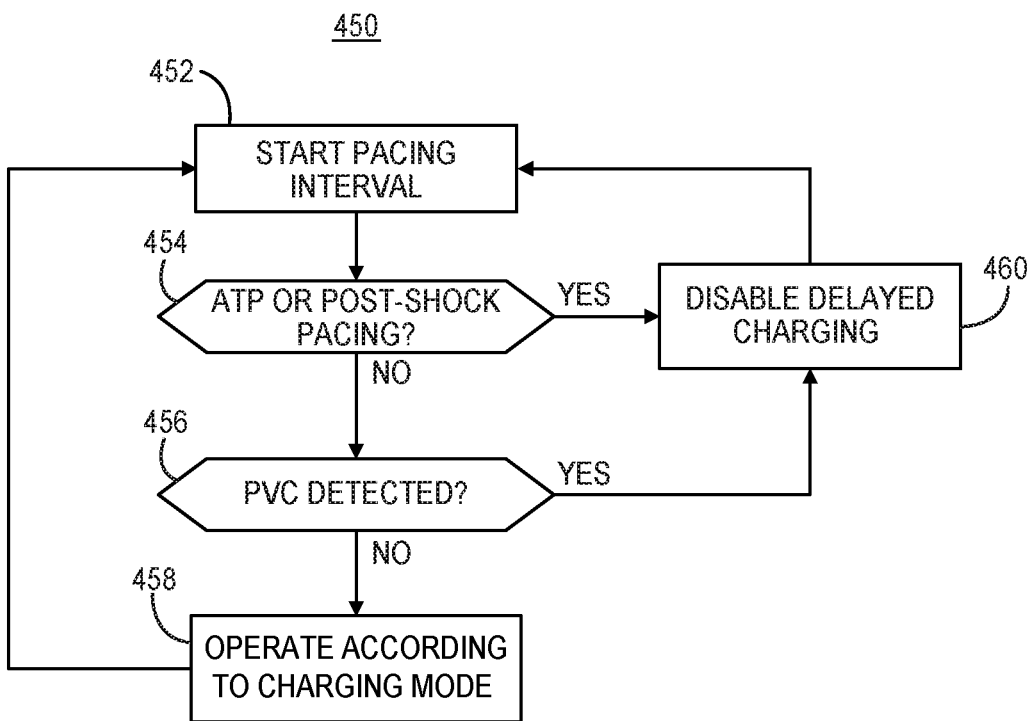 450
452
START PACING
INTERVAL
454
ATP OR POST-SHOCK
PACING?
YES
DISABLE DELAYED
CHARGING
460
NO
456
PVC DETECTED?
YES
NO
458
OPERATE ACCORDING
TO CHARGING MODE